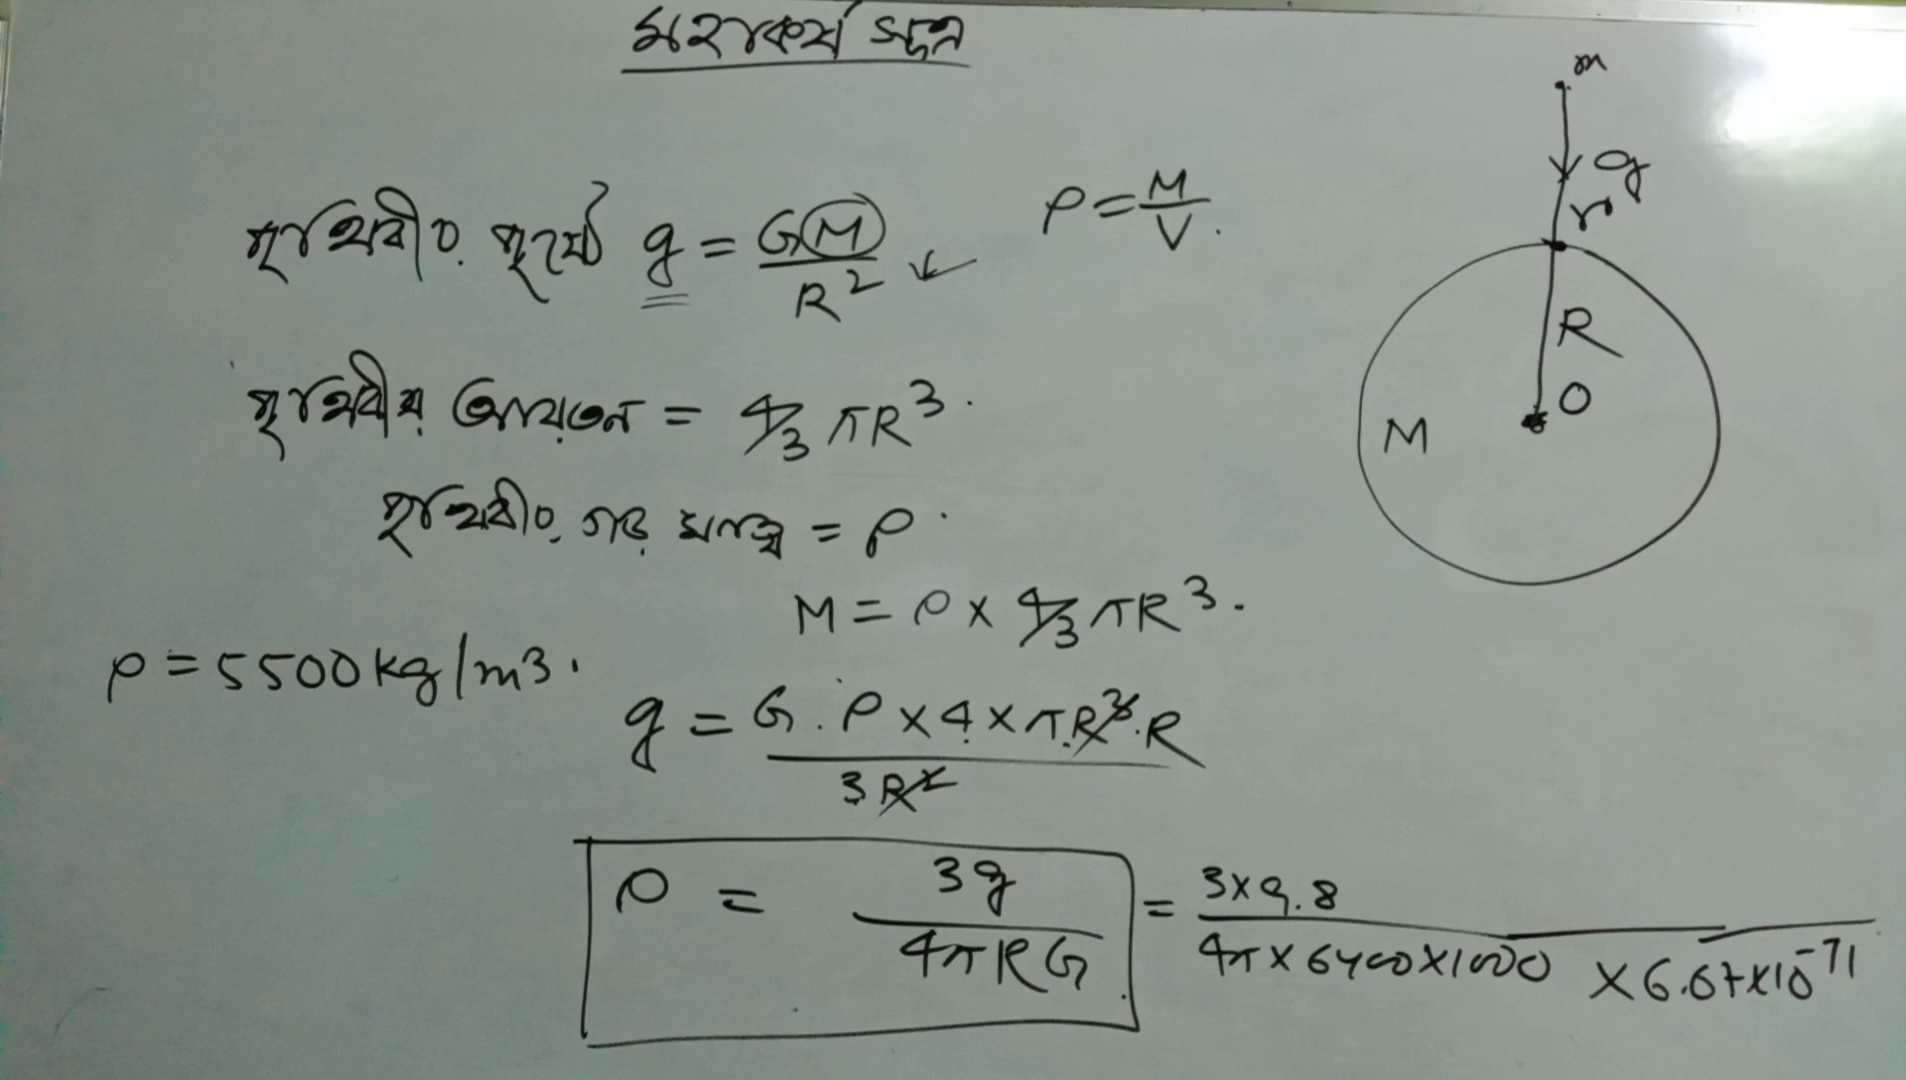 মহাকর্ষ সূত্র
পৃথিবীর পৃষ্ঠে g = GM/R²
ρ = M/V.
পৃথিবীর আয়তন = 4/3 πR³.
পৃথিবীর গড় ঘনত্ব = ρ.
M = ρ × 4/3 πR³.
ρ = 5500 kg/m3.
g = G.ρ × 4 × π.R³.R / 3R²
ρ = 3g / 4πRG = 3×9.8 / 4π × 6400×1000 × 6.67×10⁻¹¹
m
g
r
R
O
M